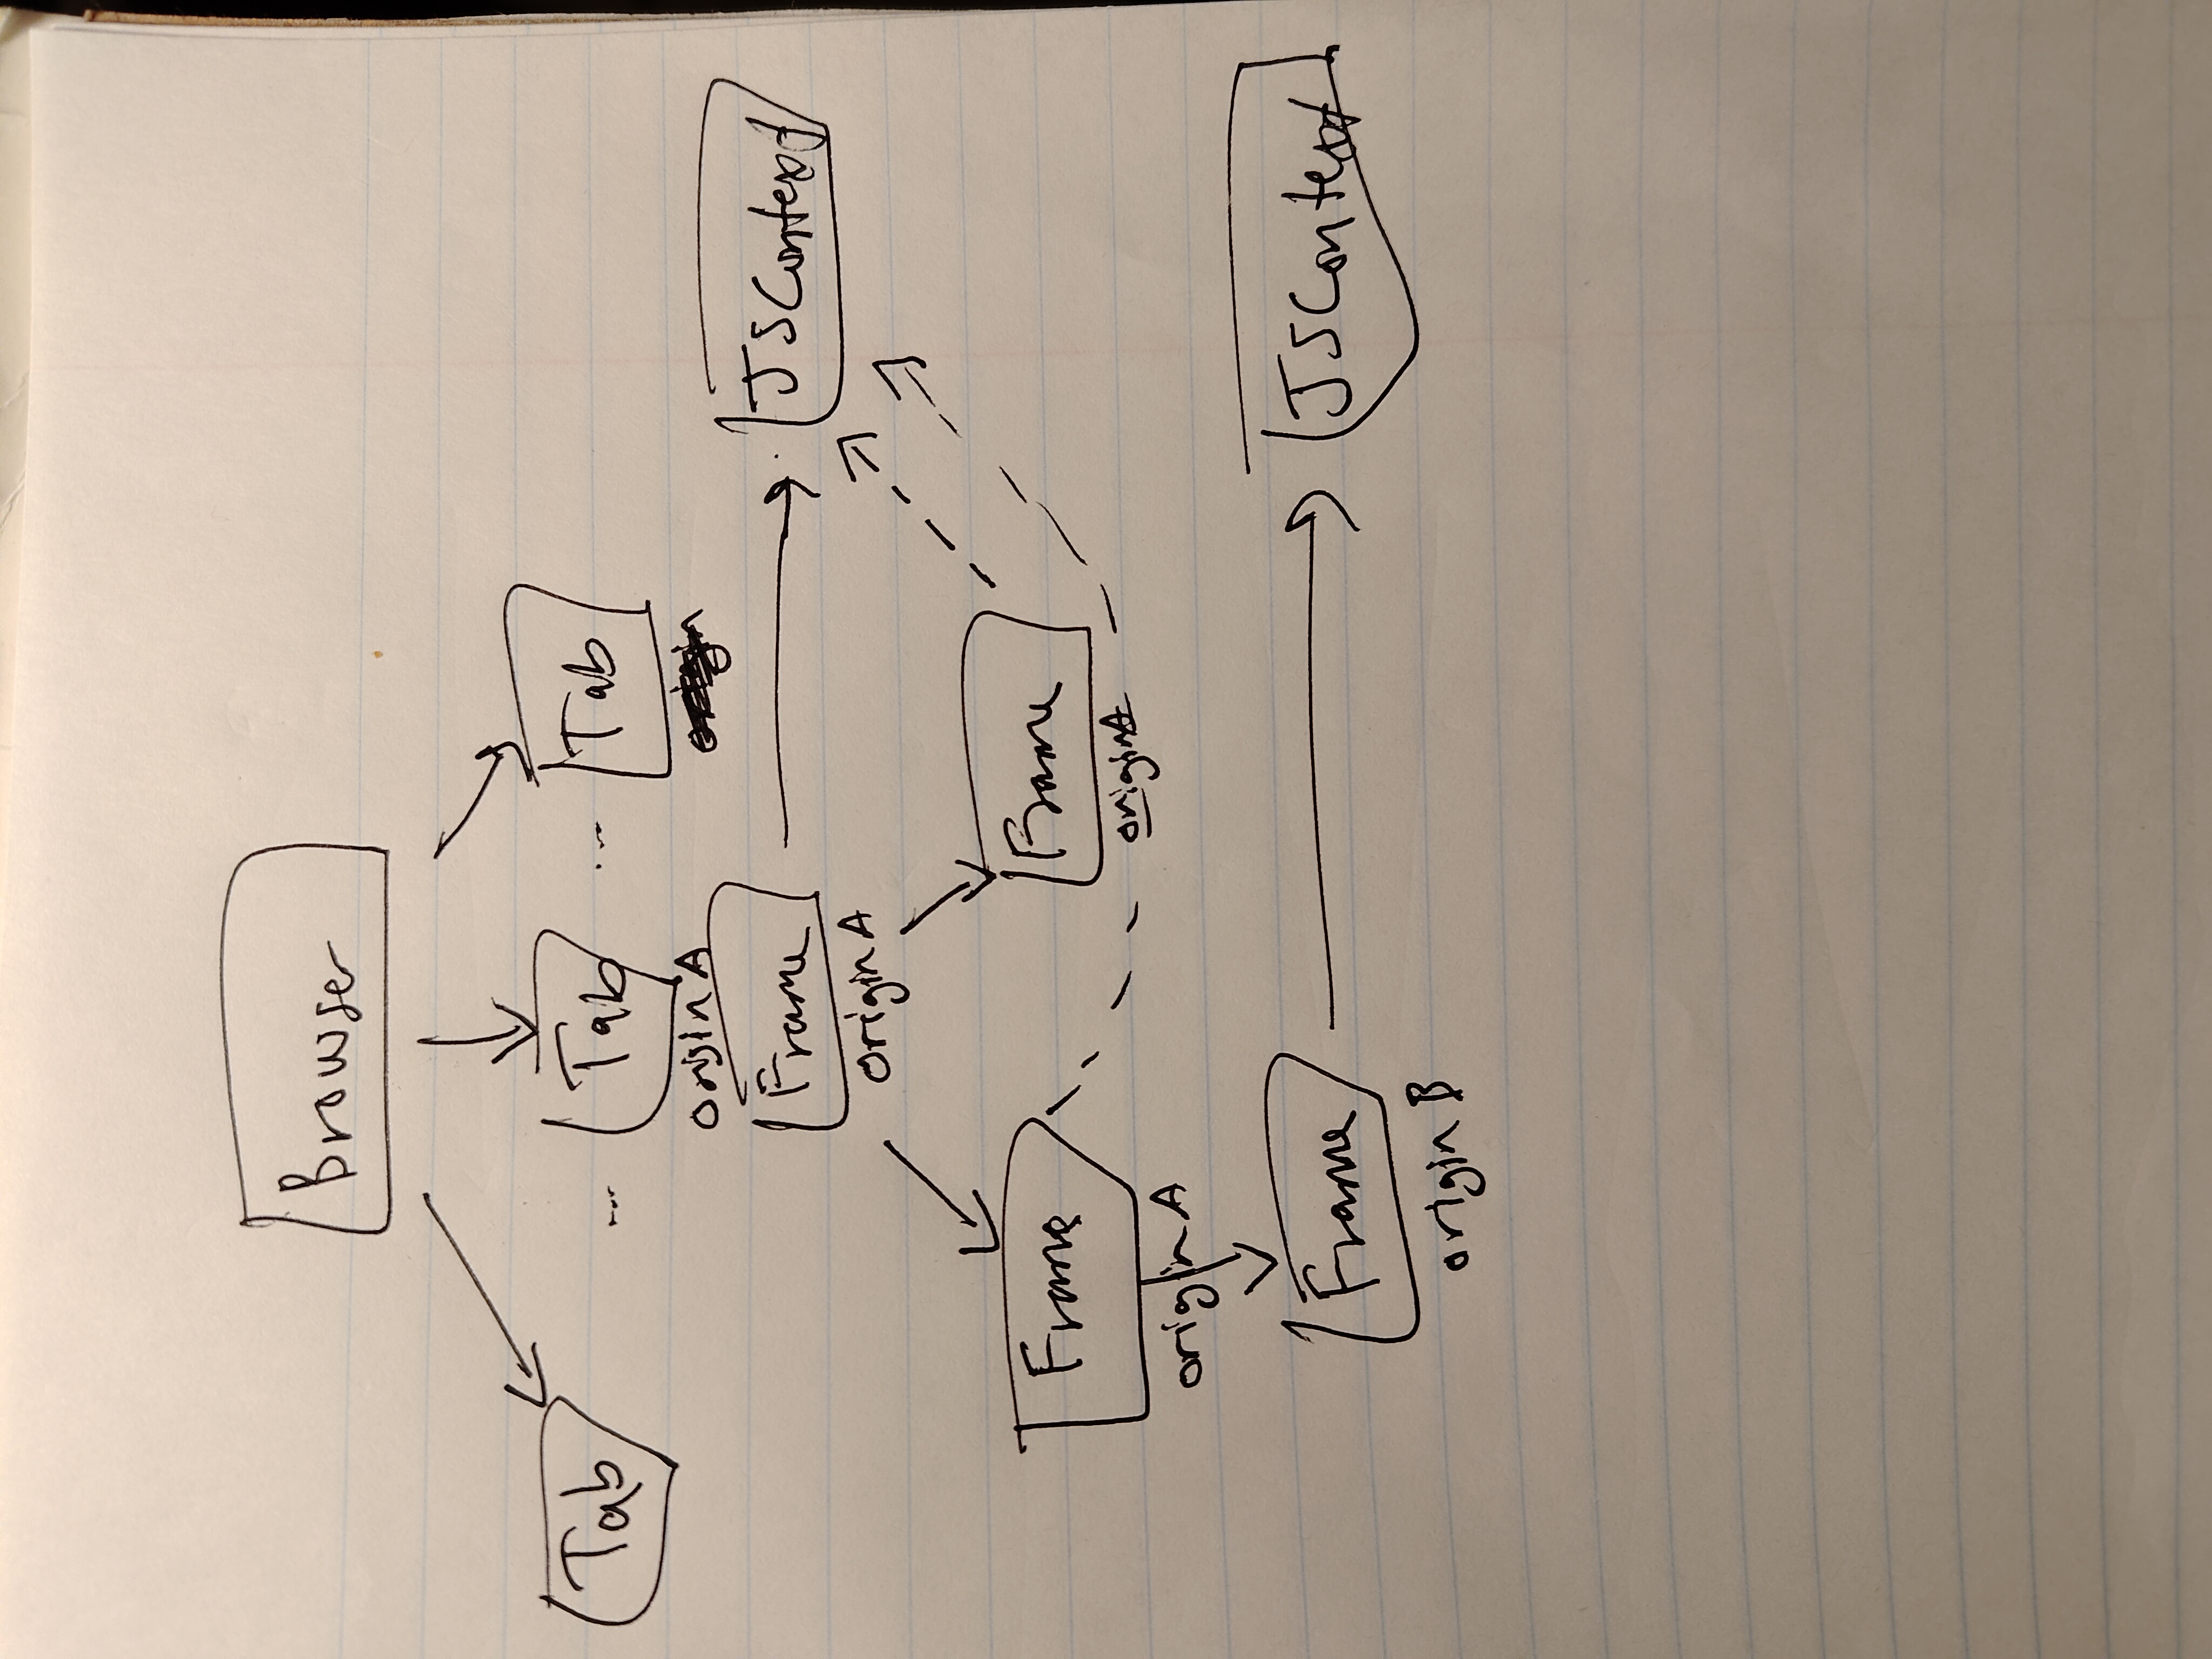 Browser
Tab
...
Tab
...
Tab
origin A
origin
Frame
JSContext
origin A
Frame
Frame
origin A
origin A
Frame
JSContext
origin B